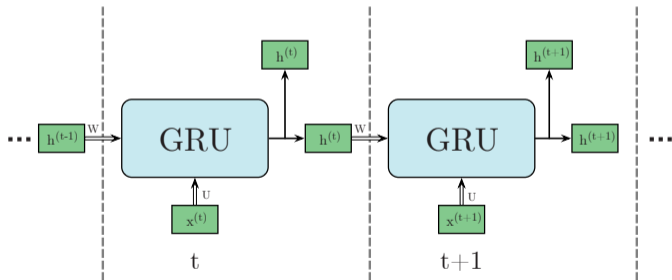 h(t)
h(t+1)
... h(t-1) W GRU h(t) W GRU h(t+1) ...
U U
x(t) x(t+1)
t t+1